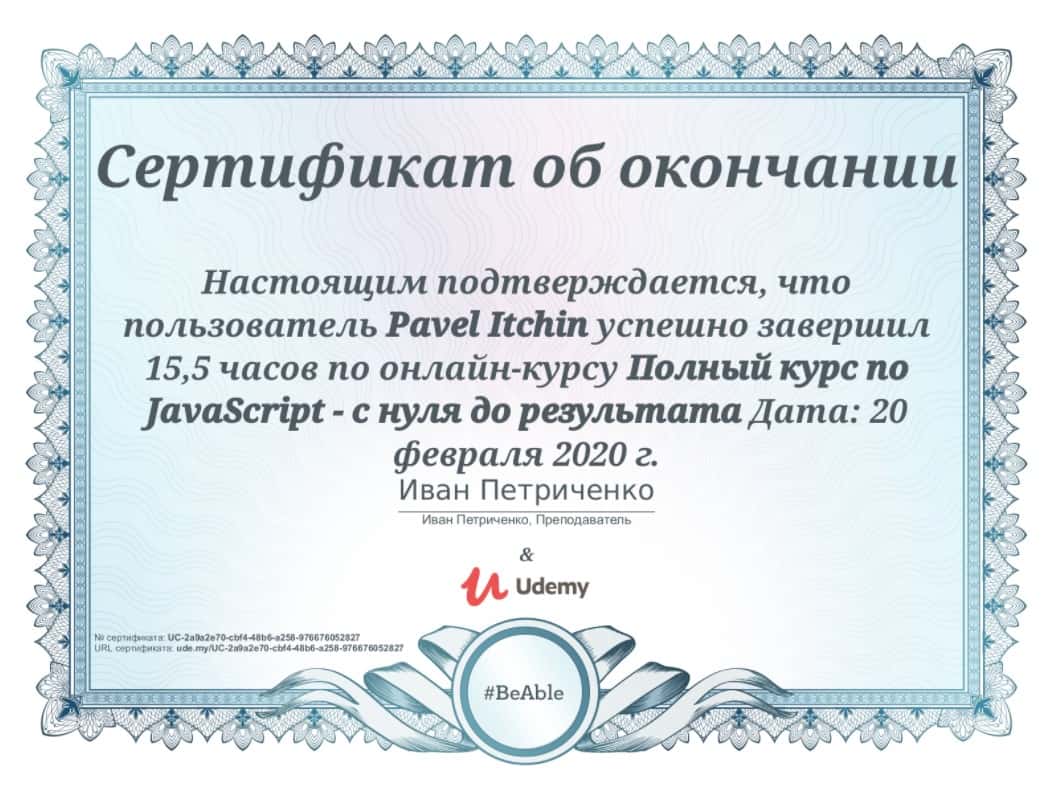 Сертификат об окончании
Настоящим подтверждается, что
пользователь Pavel Itchin успешно завершил
15,5 часов по онлайн-курсу Полный курс по
JavaScript - с нуля до результата Дата: 20
февраля 2020 г.
Иван Петриченко
Иван Петриченко, Преподаватель
&
Udemy
№ сертификата: UC-2a9a2e70-cbf4-48b6-a258-976676052827
URL сертификата: ude.my/UC-2a9a2e70-cbf4-48b6-a258-976676052827
#BeAble